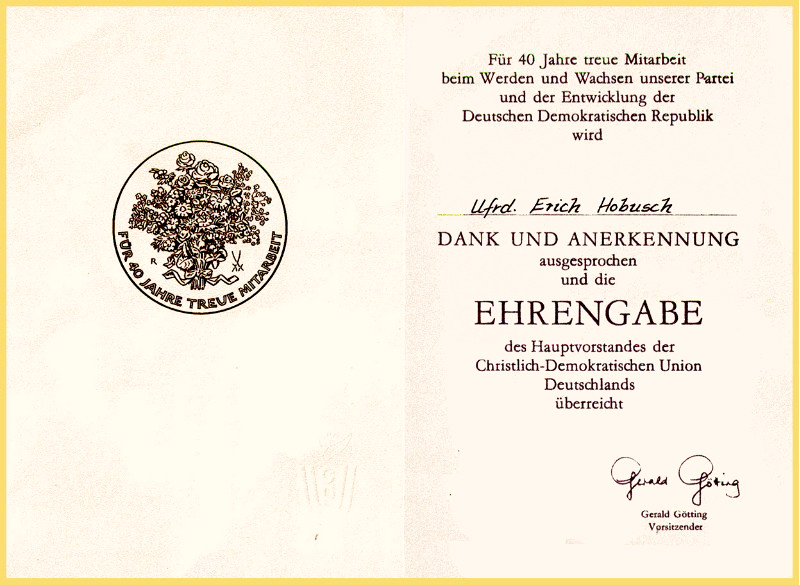 FÜR 40 JAHRE TREUE MITARBEIT
R
Für 40 Jahre treue Mitarbeit
beim Werden und Wachsen unserer Partei
und der Entwicklung der
Deutschen Demokratischen Republik
wird
Ufrd. Erich Hobusch
DANK UND ANERKENNUNG
ausgesprochen
und die
EHRENGABE
des Hauptvorstandes der
Christlich-Demokratischen Union
Deutschlands
überreicht
Gerald Götting
Gerald Götting
Vorsitzender